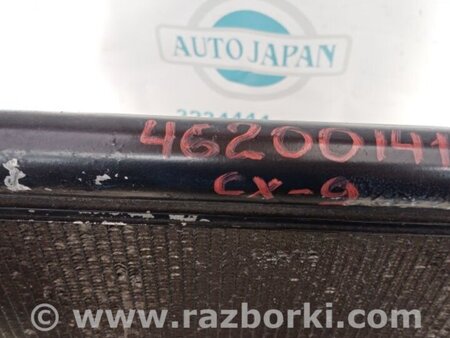 AUTO JAPAN
46200141
CX-9
www.razborki.com